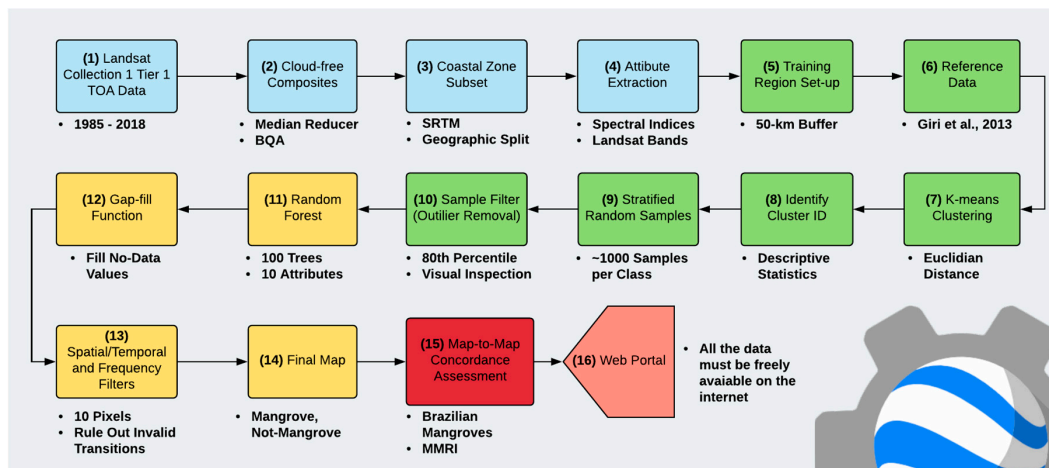 (1) Landsat
Collection 1 Tier 1
TOA Data
• 1985 - 2018
(2) Cloud-free
Composites
• Median Reducer
• BQA
(3) Coastal Zone
Subset
• SRTM
• Geographic Split
(4) Attibute
Extraction
• Spectral Indices
• Landsat Bands
(5) Training
Region Set-up
• 50-km Buffer
(6) Reference
Data
• Giri et al., 2013
(7) K-means
Clustering
• Euclidian
Distance
(8) Identify
Cluster ID
• Descriptive
Statistics
(9) Stratified
Random Samples
• ~1000 Samples
per Class
(10) Sample Filter
(Outilier Removal)
• 80th Percentile
• Visual Inspection
(11) Random
Forest
• 100 Trees
• 10 Attributes
(12) Gap-fill
Function
• Fill No-Data
Values
(13)
Spatial/Temporal
and Frequency
Filters
• 10 Pixels
• Rule Out Invalid
Transitions
(14) Final Map
• Mangrove,
Not-Mangrove
(15) Map-to-Map
Concordance
Assessment
• Brazilian
Mangroves
• MMRI
(16) Web Portal
• All the data
must be freely
avaiable on the
internet